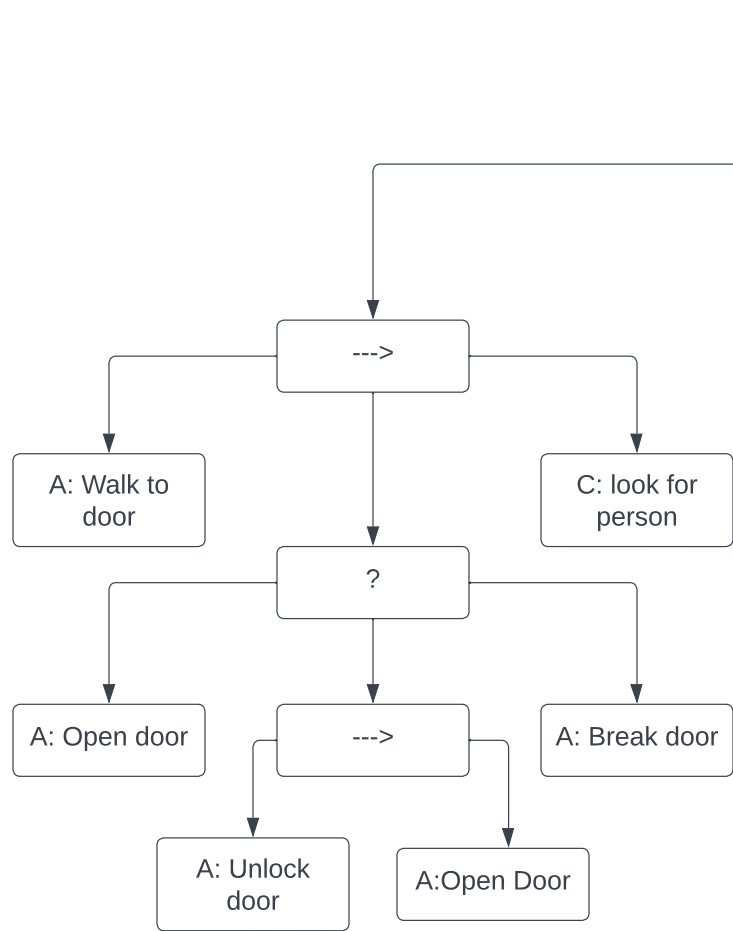 --->
A: Walk to
door
C: look for
person
?
A: Open door
--->
A: Break door
A: Unlock
door
A:Open Door